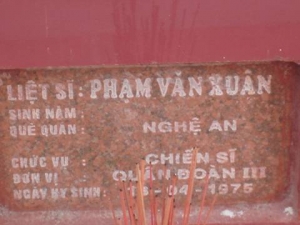 LIỆT SĨ : PHẠM VĂN XUÂN
SINH NĂM :
QUÊ QUÁN : NGHỆ AN
CHỨC VỤ : CHIẾN SĨ
ĐƠN VỊ : QUÂN ĐOÀN III
NGÀY HY SINH: 18-04-1975